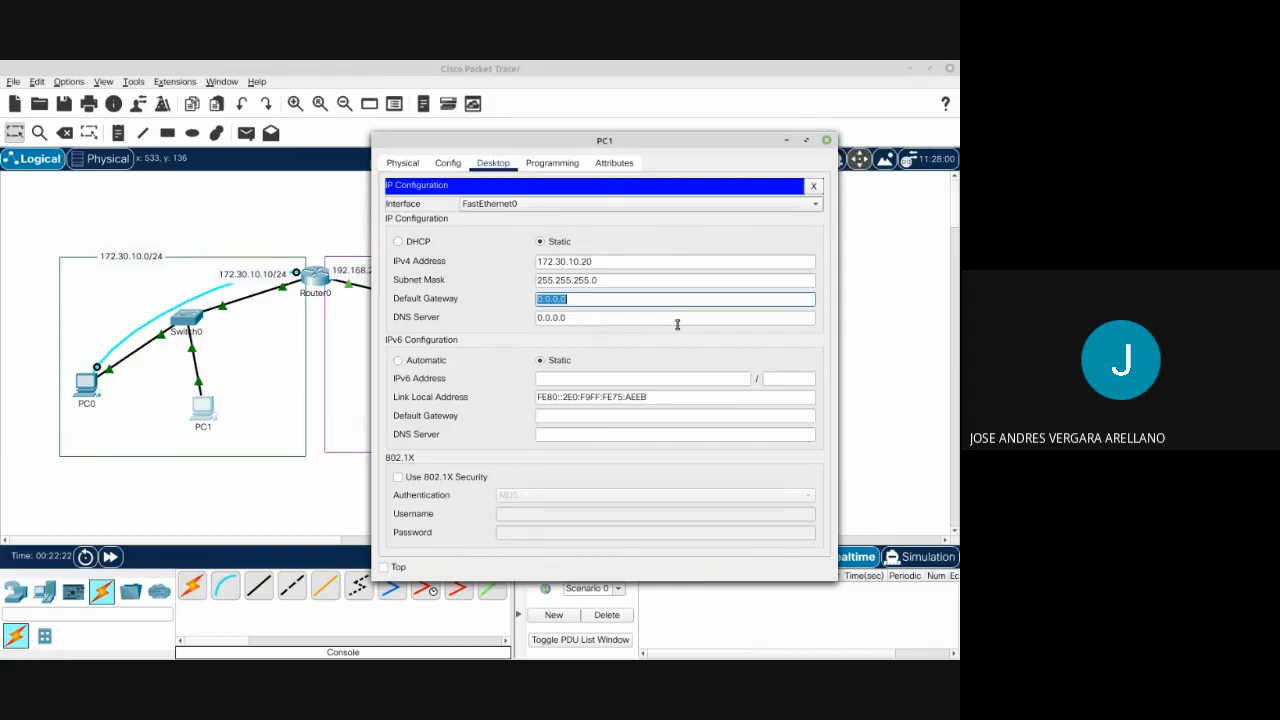 Cisco Packet Tracer
File Edit Options View Tools Extensions Window Help
?
Logical Physical x: 533, y: 136
11:28:00
PC1
Physical Config Desktop Programming Attributes
IP Configuration X
Interface FastEthernet0
IP Configuration
DHCP Static
IPv4 Address 172.30.10.20
Subnet Mask 255.255.255.0
Default Gateway 0.0.0.0
DNS Server 0.0.0.0
IPv6 Configuration
Automatic Static
IPv6 Address /
Link Local Address FE80::2E0:F9FF:FE75:AEEB
Default Gateway
DNS Server
802.1X
Use 802.1X Security
Authentication MD5
Username
Password
Top
172.30.10.0/24
172.30.10.10/24
192.168.2
Router0
Switch0
PC0
PC1
Time: 00:22:22
ealtime Simulation
Scenario 0
New Delete
Toggle PDU List Window
Time(sec) Periodic Num Ec
Console
J
JOSE ANDRES VERGARA ARELLANO